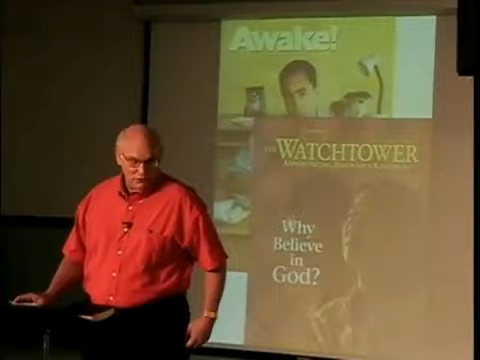 Awake!
THE WATCHTOWER
ANNOUNCING JEHOVAH'S KINGDOM
Why
Believe
in
God?